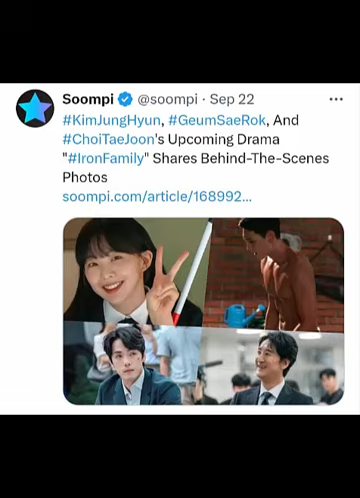 Soompi @soompi · Sep 22 ...
#KimJungHyun, #GeumSaeRok, And
#ChoiTaeJoon's Upcoming Drama
"#IronFamily" Shares Behind-The-Scenes
Photos
soompi.com/article/168992...